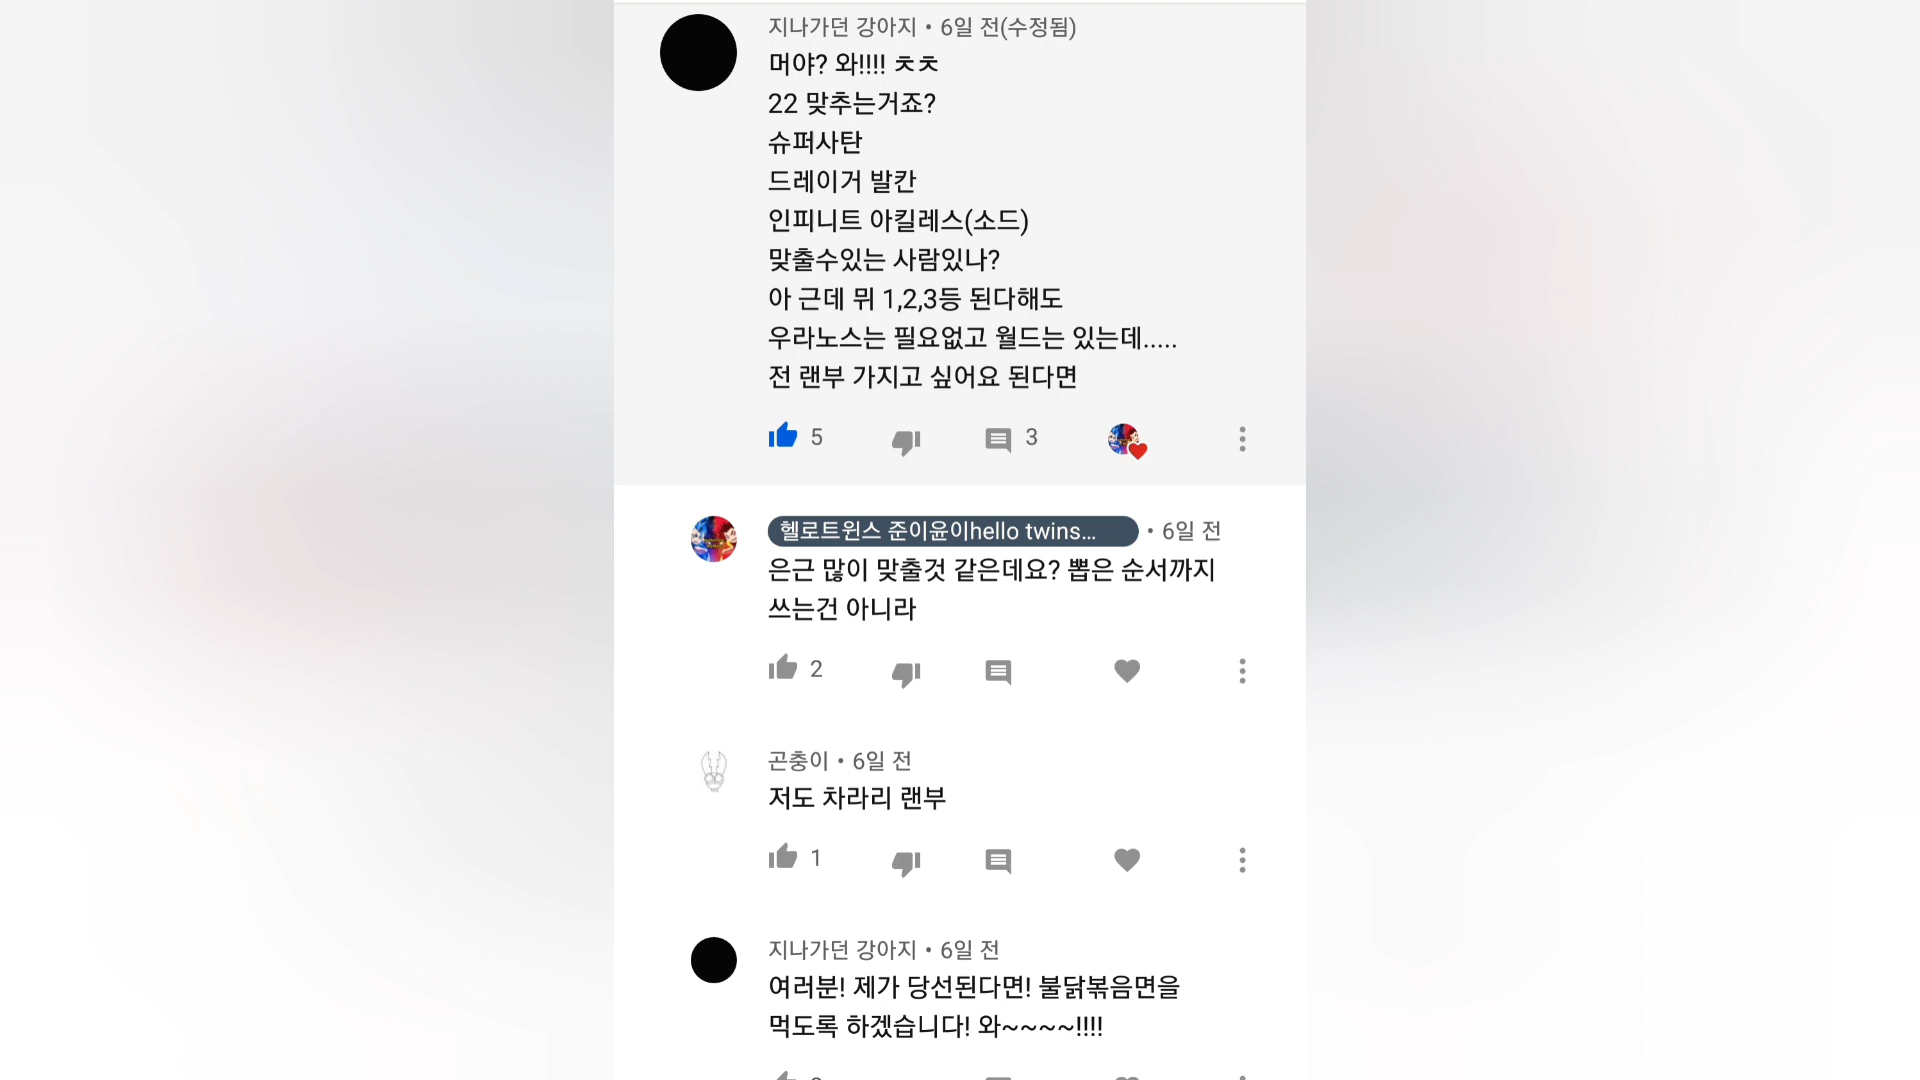 지나가던 강아지 • 6일 전(수정됨)
머야? 와!!!! ㅊㅊ
22 맞추는거죠?
슈퍼사탄
드레이거 발칸
인피니트 아킬레스(소드)
맞출수있는 사람있나?
아 근데 뮈 1,2,3등 된다해도
우라노스는 필요없고 월드는 있는데.....
전 랜부 가지고 싶어요 된다면
5 3
헬로트윈스 준이윤이hello twins... • 6일 전
은근 많이 맞출것 같은데요? 뽑은 순서까지
쓰는건 아니라
2
곤충이 • 6일 전
저도 차라리 랜부
1
지나가던 강아지 • 6일 전
여러분! 제가 당선된다면! 불닭볶음면을
먹도록 하겠습니다! 와~~~~!!!!